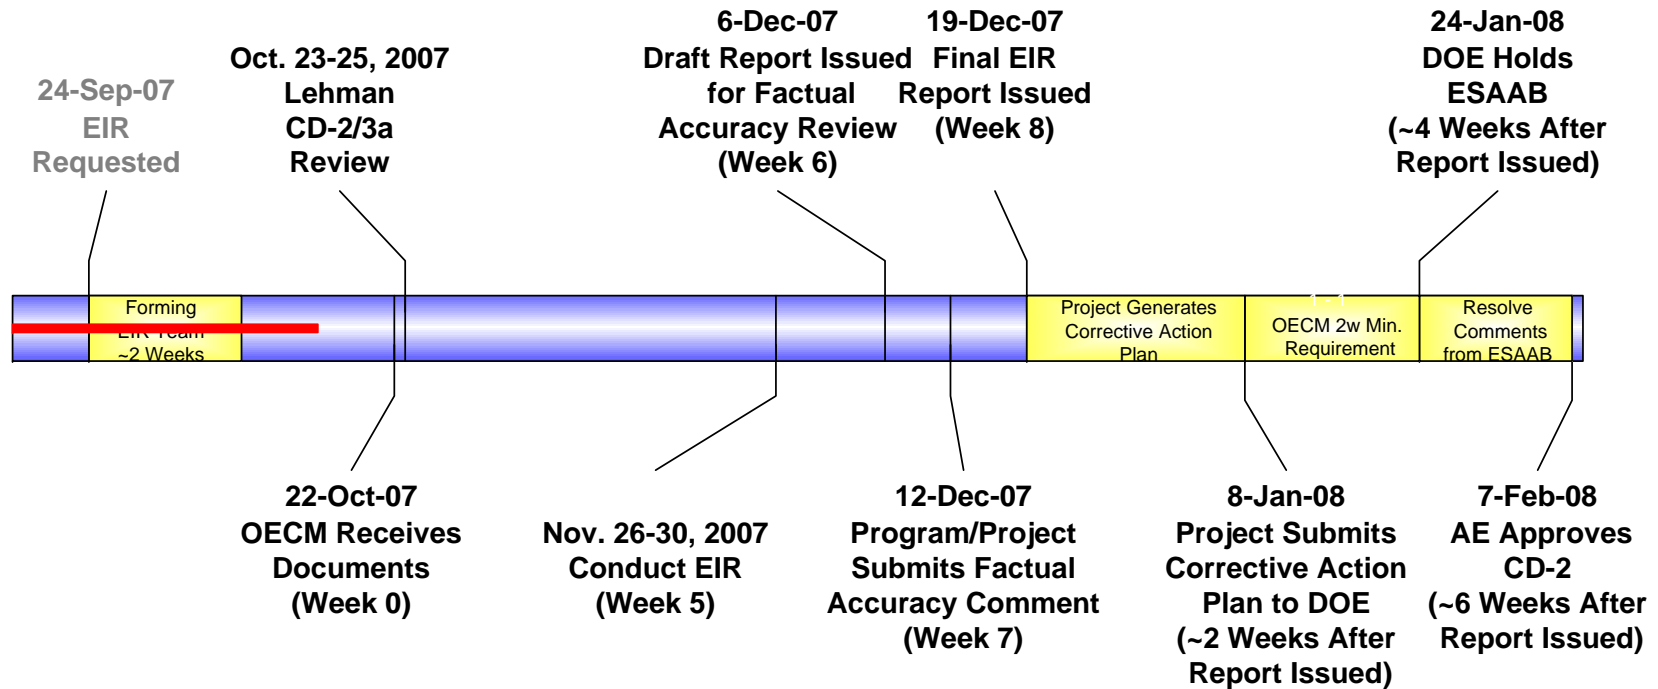 24-Sep-07
EIR
Requested
Oct. 23-25, 2007
Lehman
CD-2/3a
Review
6-Dec-07
Draft Report Issued
for Factual
Accuracy Review
(Week 6)
19-Dec-07
Final EIR
Report Issued
(Week 8)
24-Jan-08
DOE Holds
ESAAB
(~4 Weeks After
Report Issued)
Forming
EIR Team
~2 Weeks
Project Generates
Corrective Action
Plan
1 - 1
OECM 2w Min.
Requirement
Resolve
Comments
from ESAAB
22-Oct-07
OECM Receives
Documents
(Week 0)
Nov. 26-30, 2007
Conduct EIR
(Week 5)
12-Dec-07
Program/Project
Submits Factual
Accuracy Comment
(Week 7)
8-Jan-08
Project Submits
Corrective Action
Plan to DOE
(~2 Weeks After
Report Issued)
7-Feb-08
AE Approves
CD-2
(~6 Weeks After
Report Issued)